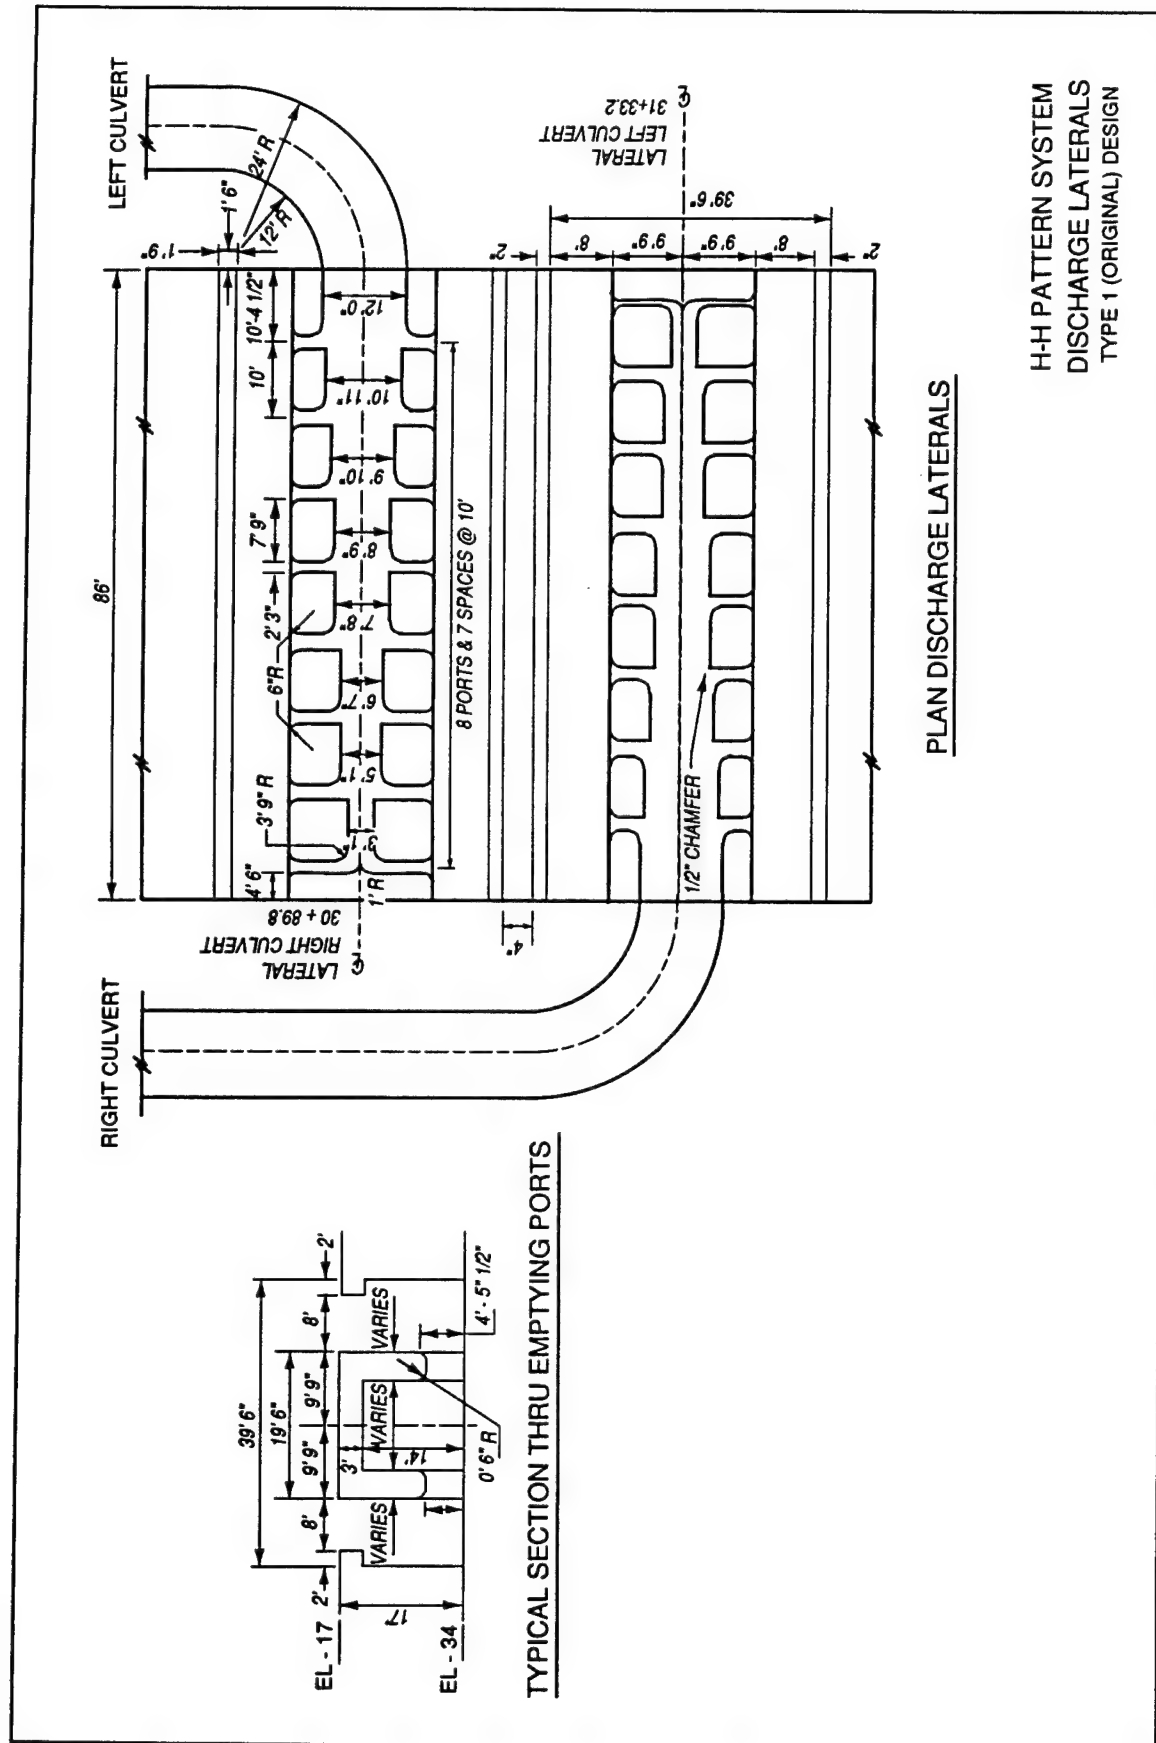 RIGHT CULVERT
LEFT CULVERT
86'
4' 6"
3' 9" R
6"R
2' 3"
7' 9"
10'
10'-4 1/2"
1' 9"
1' 6"
12' R
24' R
1' R
3' 1"
5' 1"
6' 7"
7' 8"
8' 9"
9' 10"
10' 11"
12' 0"
LATERAL
RIGHT CULVERT
30 + 89.8
℄
8 PORTS & 7 SPACES @ 10'
4"
2"
8'
9' 9"
9' 9"
8'
2"
39' 6"
LATERAL
LEFT CULVERT
31+33.2
℄
1/2" CHAMFER
PLAN DISCHARGE LATERALS
39' 6"
19' 6"
2'
8'
9' 9"
9' 9"
8'
2'
EL - 17
EL - 34
17'
VARIES
3'
14'
VARIES
VARIES
0' 6" R
4' - 5" 1/2"
TYPICAL SECTION THRU EMPTYING PORTS
H-H PATTERN SYSTEM
DISCHARGE LATERALS
TYPE 1 (ORIGINAL) DESIGN